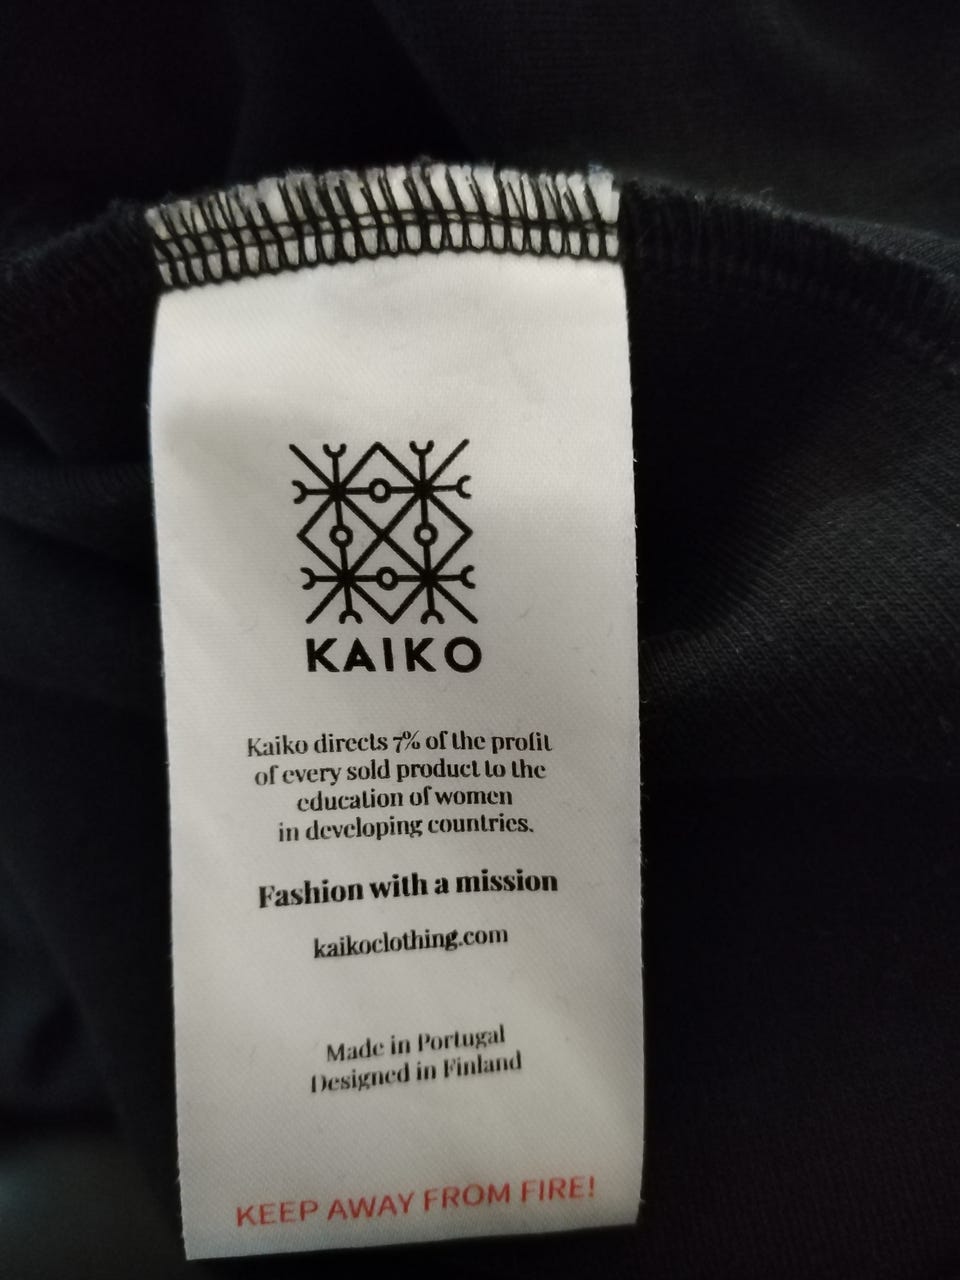 KAIKO
Kaiko directs 7% of the profit
of every sold product to the
education of women
in developing countries.
Fashion with a mission
kaikoclothing.com
Made in Portugal
Designed in Finland
KEEP AWAY FROM FIRE!